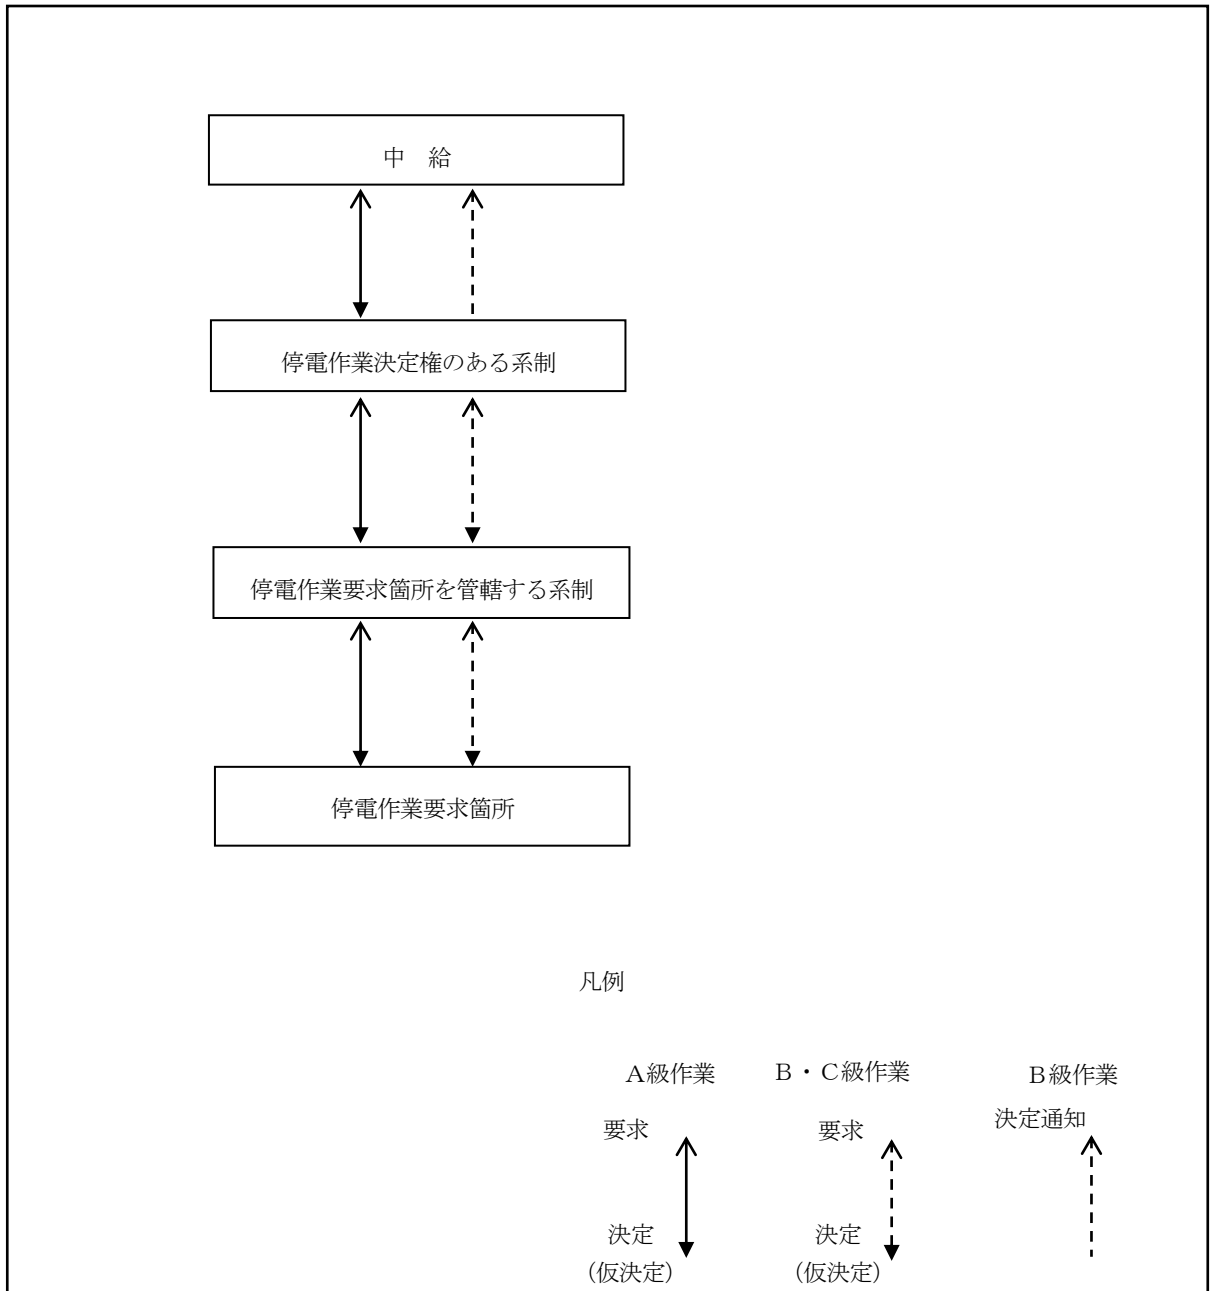 中　給
停電作業決定権のある系制
停電作業要求箇所を管轄する系制
停電作業要求箇所
凡例
Ａ級作業
要求
決定
（仮決定）
Ｂ・Ｃ級作業
要求
決定
（仮決定）
Ｂ級作業
決定通知